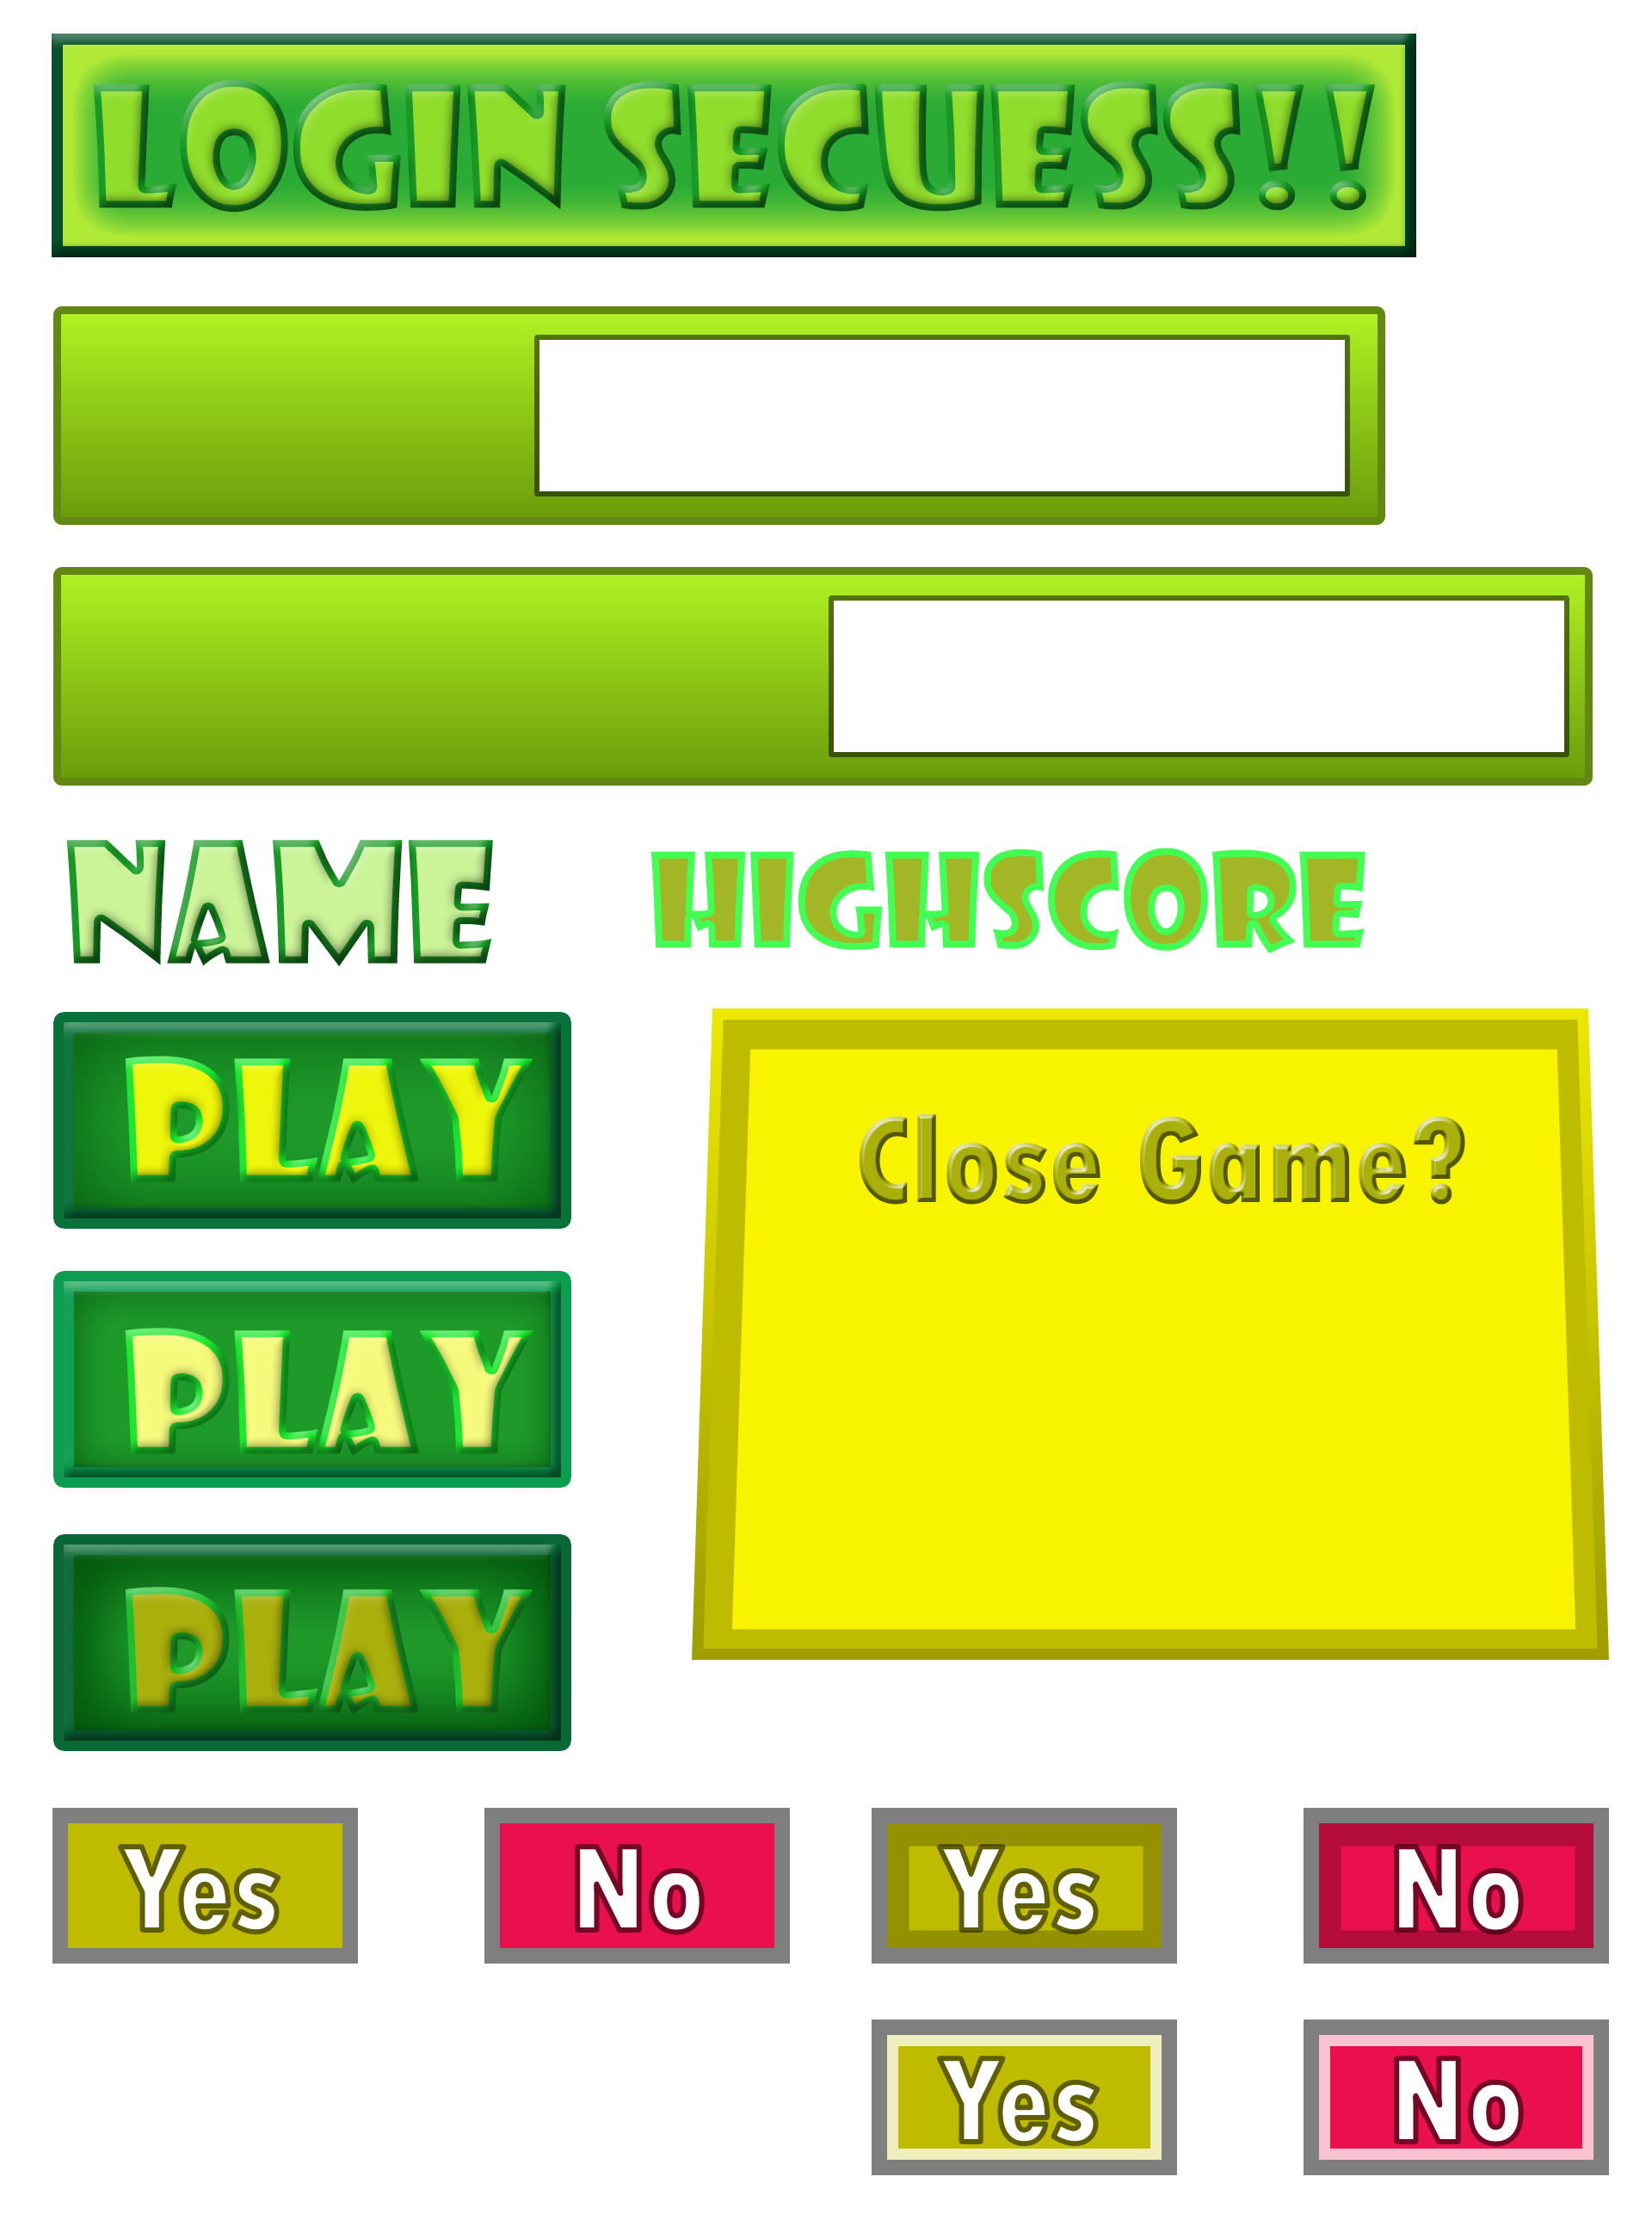 LOGIN SECUESS!!
NAME
HIGHSCORE
PLAY
Close Game?
PLAY
PLAY
Yes
No
Yes
No
Yes
No